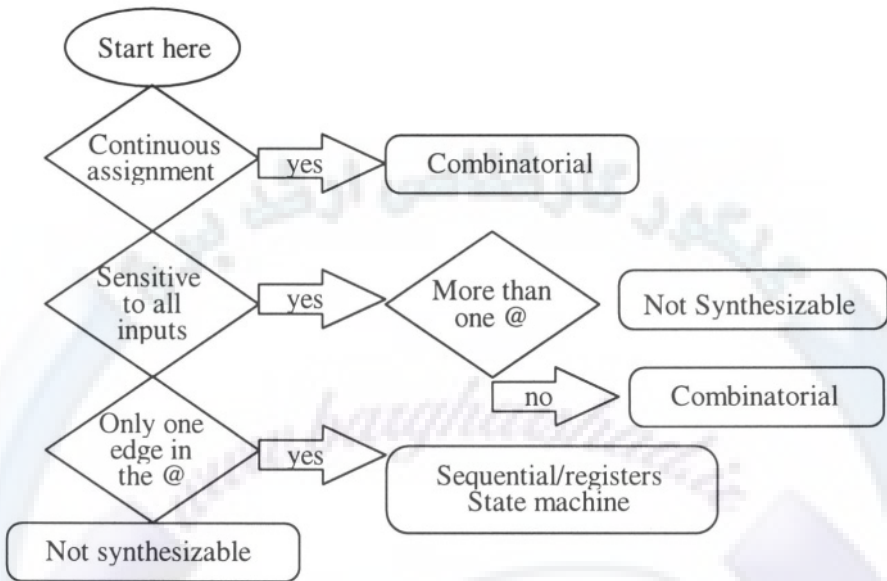 Start here
Continuous
assignment
yes
Combinatorial
Sensitive
to all
inputs
yes
More than
one @
Not Synthesizable
no
Combinatorial
Only one
edge in
the @
yes
Sequential/registers
State machine
Not synthesizable